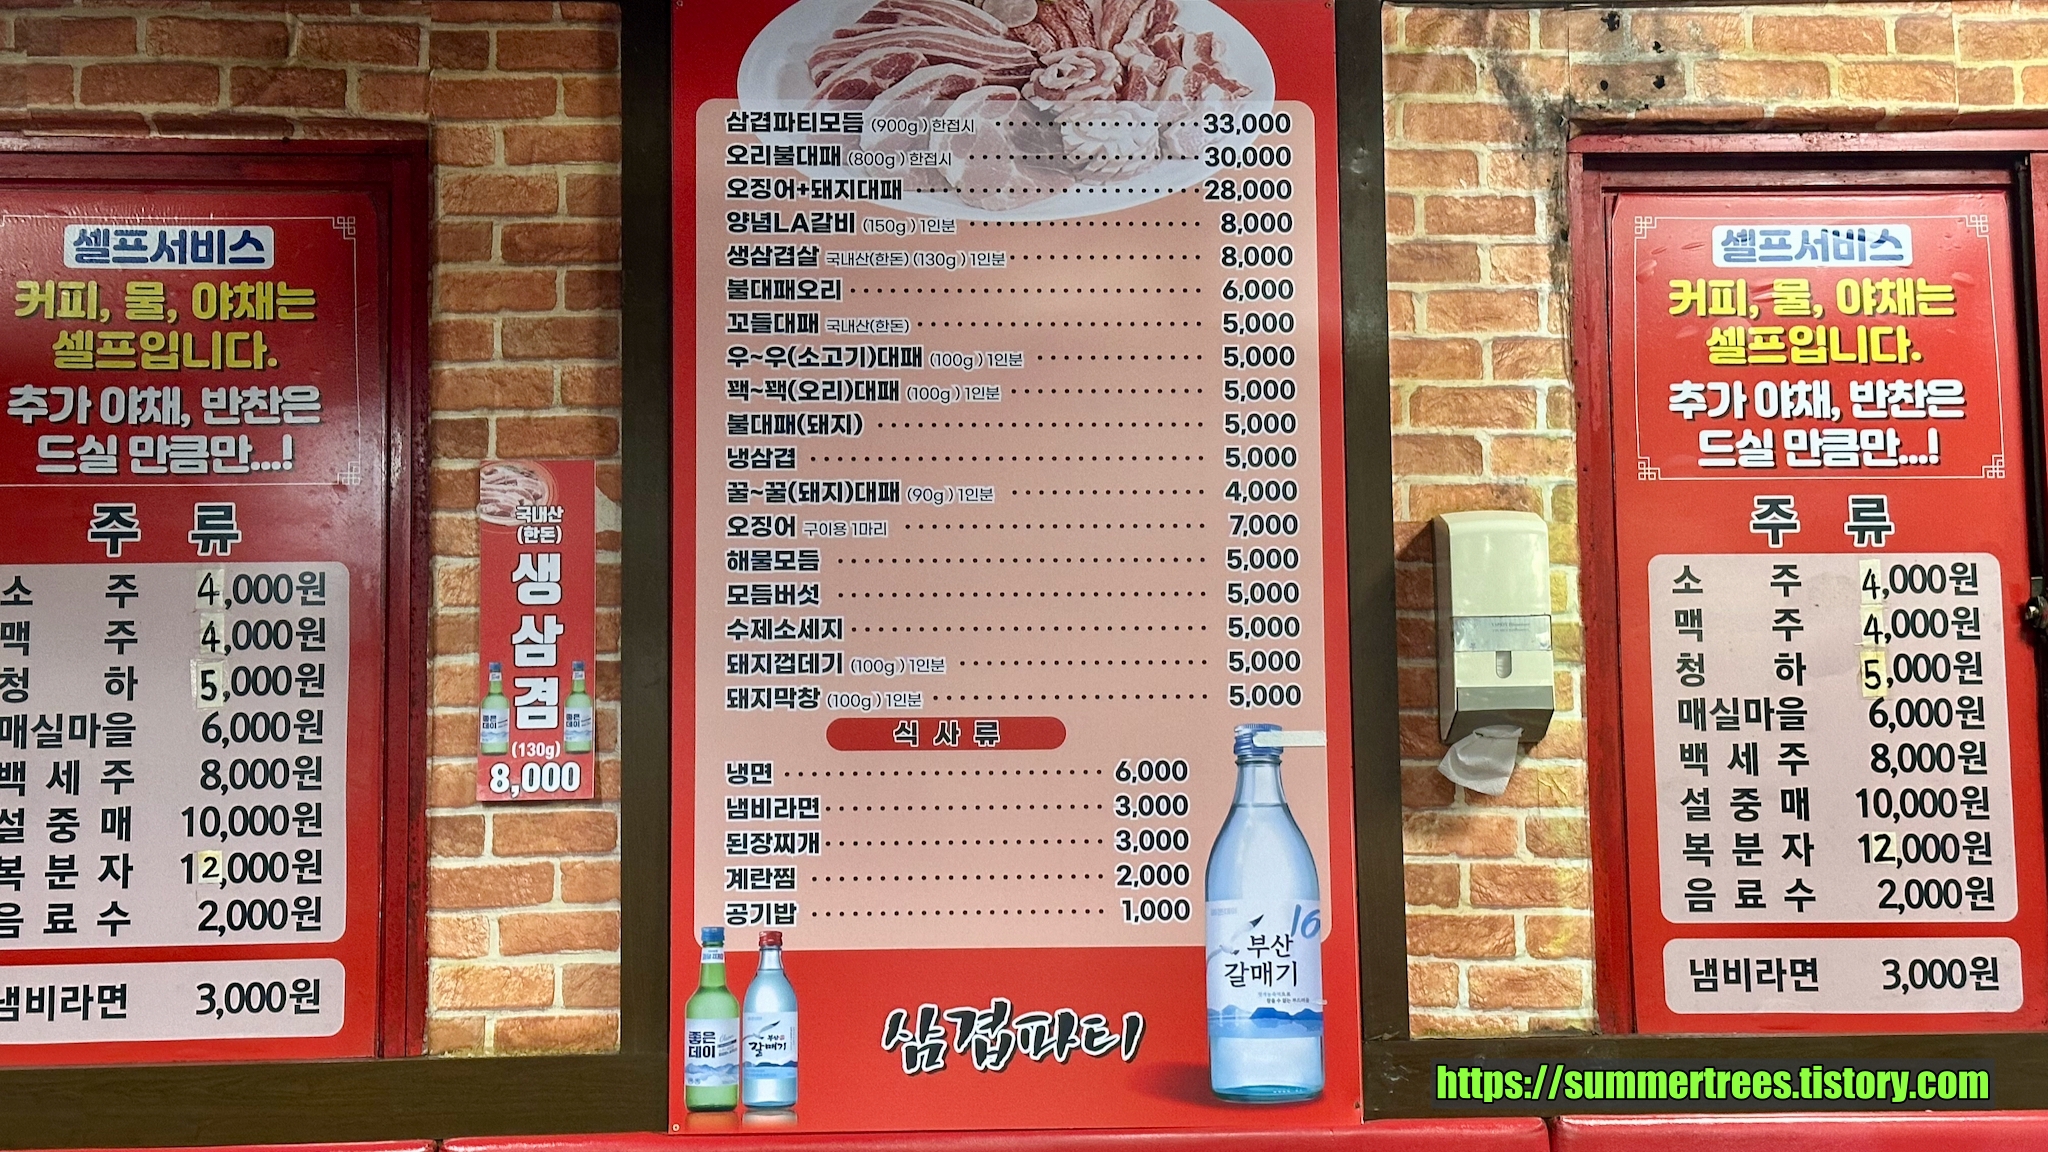 셀프서비스
커피, 물, 야채는
셀프입니다.
추가 야채, 반찬은
드실 만큼만...!
주 류
소 주 4,000원
맥 주 4,000원
청 하 5,000원
매실마을 6,000원
백 세 주 8,000원
설 중 매 10,000원
복 분 자 12,000원
음 료 수 2,000원
냄비라면 3,000원
국내산
(한돈)
생
삼
겹
좋은
데이
좋은
데이
(130g)
8,000
삼겹파티모듬 (900g) 한접시 33,000
오리불대패 (800g) 한접시 30,000
오징어+돼지대패 28,000
양념LA갈비 (150g) 1인분 8,000
생삼겹살 국내산(한돈) (130g) 1인분 8,000
불대패오리 6,000
꼬들대패 국내산(한돈) 5,000
우~우(소고기)대패 (100g) 1인분 5,000
꽥~꽥(오리)대패 (100g) 1인분 5,000
불대패(돼지) 5,000
냉삼겹 5,000
꿀~꿀(돼지)대패 (90g) 1인분 4,000
오징어 구이용 1마리 7,000
해물모듬 5,000
모듬버섯 5,000
수제소세지 5,000
돼지껍데기 (100g) 1인분 5,000
돼지막창 (100g) 1인분 5,000
식 사 류
냉면 6,000
냄비라면 3,000
된장찌개 3,000
계란찜 2,000
공기밥 1,000
좋은
데이
부산
갈매기
16
부산
갈매기
삼겹파티
셀프서비스
커피, 물, 야채는
셀프입니다.
추가 야채, 반찬은
드실 만큼만...!
주 류
소 주 4,000원
맥 주 4,000원
청 하 5,000원
매실마을 6,000원
백 세 주 8,000원
설 중 매 10,000원
복 분 자 12,000원
음 료 수 2,000원
냄비라면 3,000원
https://summertrees.tistory.com